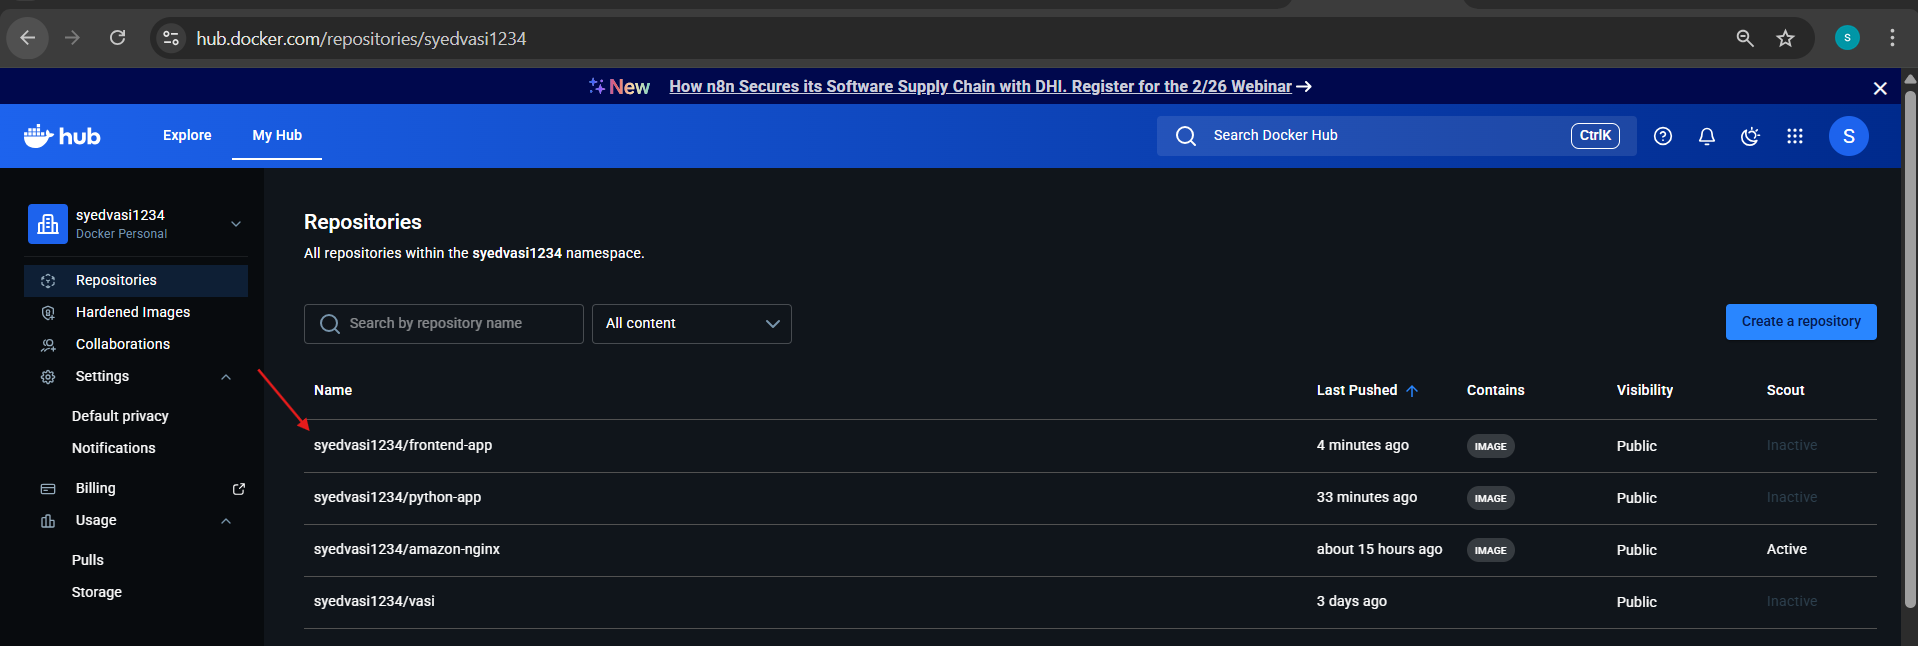 hub.docker.com/repositories/syedvasi1234
S
New How n8n Secures its Software Supply Chain with DHI. Register for the 2/26 Webinar
hub Explore My Hub Search Docker Hub CtrlK S
syedvasi1234
Docker Personal
Repositories
Hardened Images
Collaborations
Settings
Default privacy
Notifications
Billing
Usage
Pulls
Storage
Repositories
All repositories within the syedvasi1234 namespace.
Search by repository name All content Create a repository
Name Last Pushed Contains Visibility Scout
syedvasi1234/frontend-app 4 minutes ago IMAGE Public Inactive
syedvasi1234/python-app 33 minutes ago IMAGE Public Inactive
syedvasi1234/amazon-nginx about 15 hours ago IMAGE Public Active
syedvasi1234/vasi 3 days ago Public Inactive